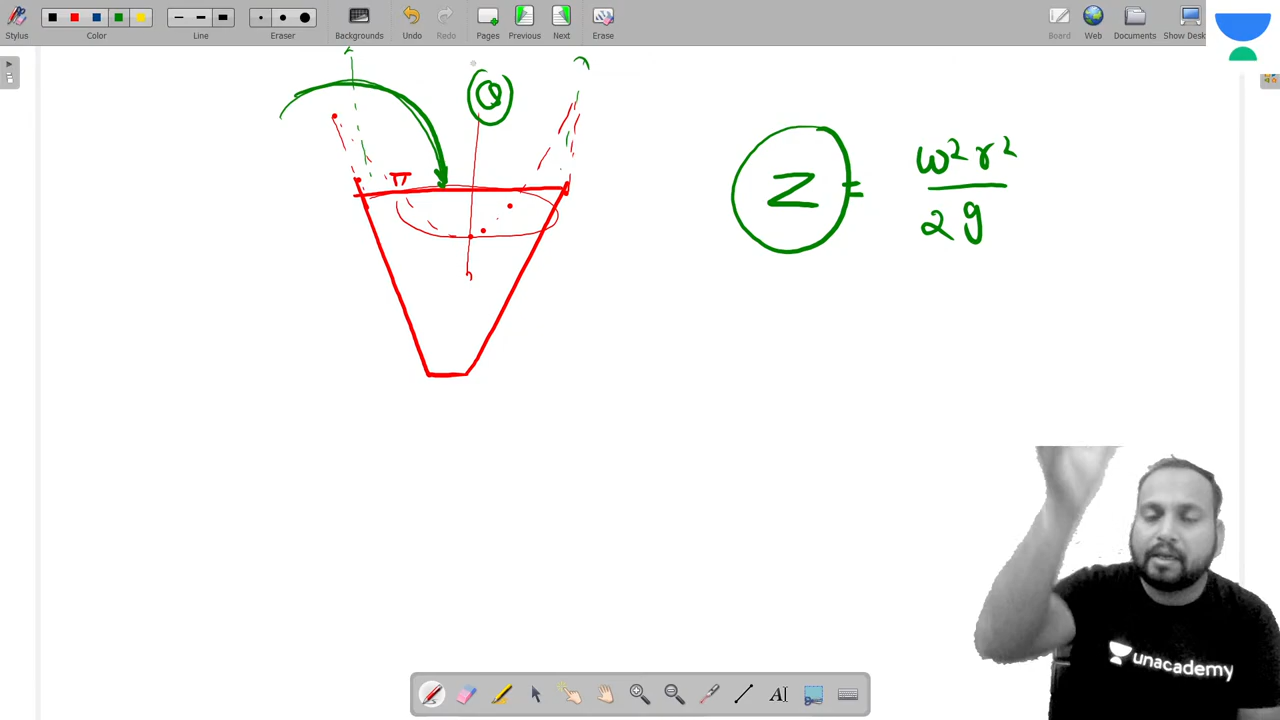 Stylus
Color
Line
Eraser
Backgrounds
Undo
Redo
Pages
Previous
Next
Erase
Board
Web
Documents
Show Desk
Z = ω²r² / 2g
unacademy
AI